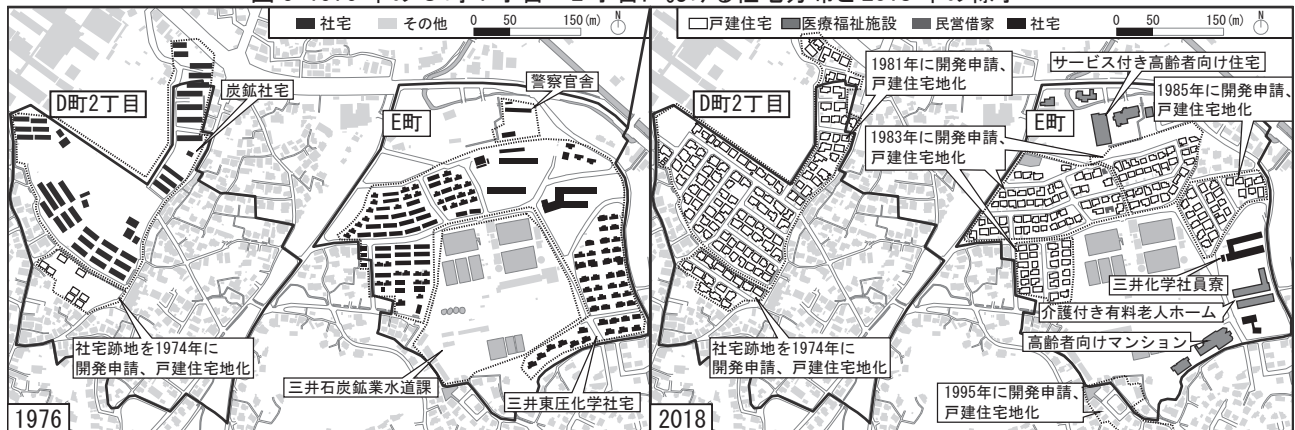 社宅 その他 0 50 150(m) N
炭鉱社宅
警察官舎
D町2丁目
E町
社宅跡地を1974年に
開発申請、戸建住宅地化
三井石炭鉱業水道課
三井東圧化学社宅
1976
戸建住宅 医療福祉施設 民営借家 社宅 0 50 150(m) N
1981年に開発申請、
戸建住宅地化
サービス付き高齢者向け住宅
D町2丁目
E町
1985年に開発申請、
戸建住宅地化
1983年に開発申請、
戸建住宅地化
三井化学社員寮
介護付き有料老人ホーム
高齢者向けマンション
社宅跡地を1974年に
開発申請、戸建住宅地化
1995年に開発申請、
戸建住宅地化
2018